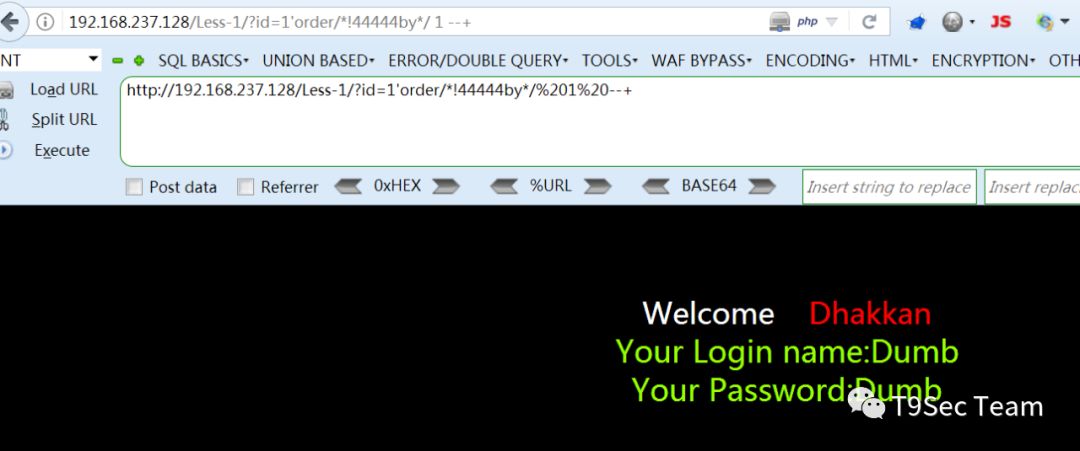 192.168.237.128/Less-1/?id=1'order/*!44444by*/ 1 --+
php
JS
NT
SQL BASICS
UNION BASED
ERROR/DOUBLE QUERY
TOOLS
WAF BYPASS
ENCODING
HTML
ENCRYPTION
OTH
Load URL
Split URL
Execute
http://192.168.237.128/Less-1/?id=1'order/*!44444by*/%201%20--+
Post data
Referrer
0xHEX
%URL
BASE64
Insert string to replace
Insert replac
Welcome Dhakkan
Your Login name:Dumb
Your Password:Dumb
T9Sec Team